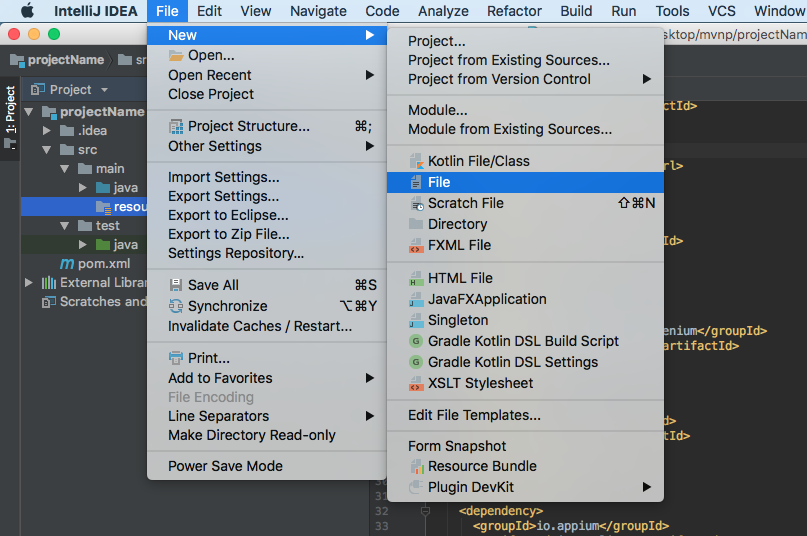 IntelliJ IDEA File Edit View Navigate Code Analyze Refactor Build Run Tools VCS Window
sktop/mvnp/projectNam
projectName
1: Project
Project
projectName
.idea
src
main
java
resou
test
java
pom.xml
External Librar
Scratches and
New
Open...
Open Recent
Close Project
Project Structure... ⌘;
Other Settings
Import Settings...
Export Settings...
Export to Eclipse...
Export to Zip File...
Settings Repository...
Save All ⌘S
Synchronize ⌥⌘Y
Invalidate Caches / Restart...
Print...
Add to Favorites
File Encoding
Line Separators
Make Directory Read-only
Power Save Mode
Project...
Project from Existing Sources...
Project from Version Control
Module...
Module from Existing Sources...
Kotlin File/Class
File
Scratch File ⇧⌘N
Directory
FXML File
HTML File
JavaFXApplication
Singleton
Gradle Kotlin DSL Build Script
Gradle Kotlin DSL Settings
XSLT Stylesheet
Edit File Templates...
Form Snapshot
Resource Bundle
Plugin DevKit
ctId>
rl>
Id>
enium</groupId>
artifactId>
d>
tId>
31
32 <dependency>
33 <groupId>io.appium</groupId>